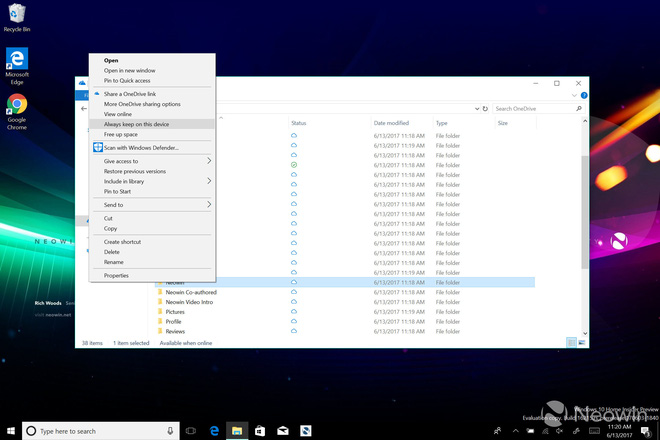 Recycle Bin
Microsoft
Edge
Google
Chrome
Open
Open in new window
Pin to Quick access
Share a OneDrive link
More OneDrive sharing options
View online
Always keep on this device
Free up space
Scan with Windows Defender...
Give access to
Restore previous versions
Include in library
Pin to Start
Send to
Cut
Copy
Create shortcut
Delete
Rename
Properties
Search OneDrive
Status Date modified Type Size
6/13/2017 11:18 AM File folder
6/13/2017 11:19 AM File folder
6/13/2017 11:18 AM File folder
6/13/2017 11:18 AM File folder
6/13/2017 11:18 AM File folder
6/13/2017 11:18 AM File folder
6/13/2017 11:18 AM File folder
6/13/2017 11:18 AM File folder
6/13/2017 11:18 AM File folder
6/13/2017 11:18 AM File folder
6/13/2017 11:18 AM File folder
6/13/2017 11:18 AM File folder
6/13/2017 11:18 AM File folder
6/13/2017 11:18 AM File folder
6/13/2017 11:19 AM File folder
Neowin 6/13/2017 11:18 AM File folder
Neowin Co-authored 6/13/2017 11:18 AM File folder
Neowin Video Intro 6/13/2017 11:18 AM File folder
Pictures 6/13/2017 11:19 AM File folder
Profile 6/13/2017 11:18 AM File folder
Reviews 6/13/2017 11:18 AM File folder
38 items 1 item selected Available when online
NEOWIN
Rich Woods
visit neowin.net
Windows 10 Home Insider Preview
Evaluation copy.
Neowin
Type here to search
11:20 AM
6/13/2017